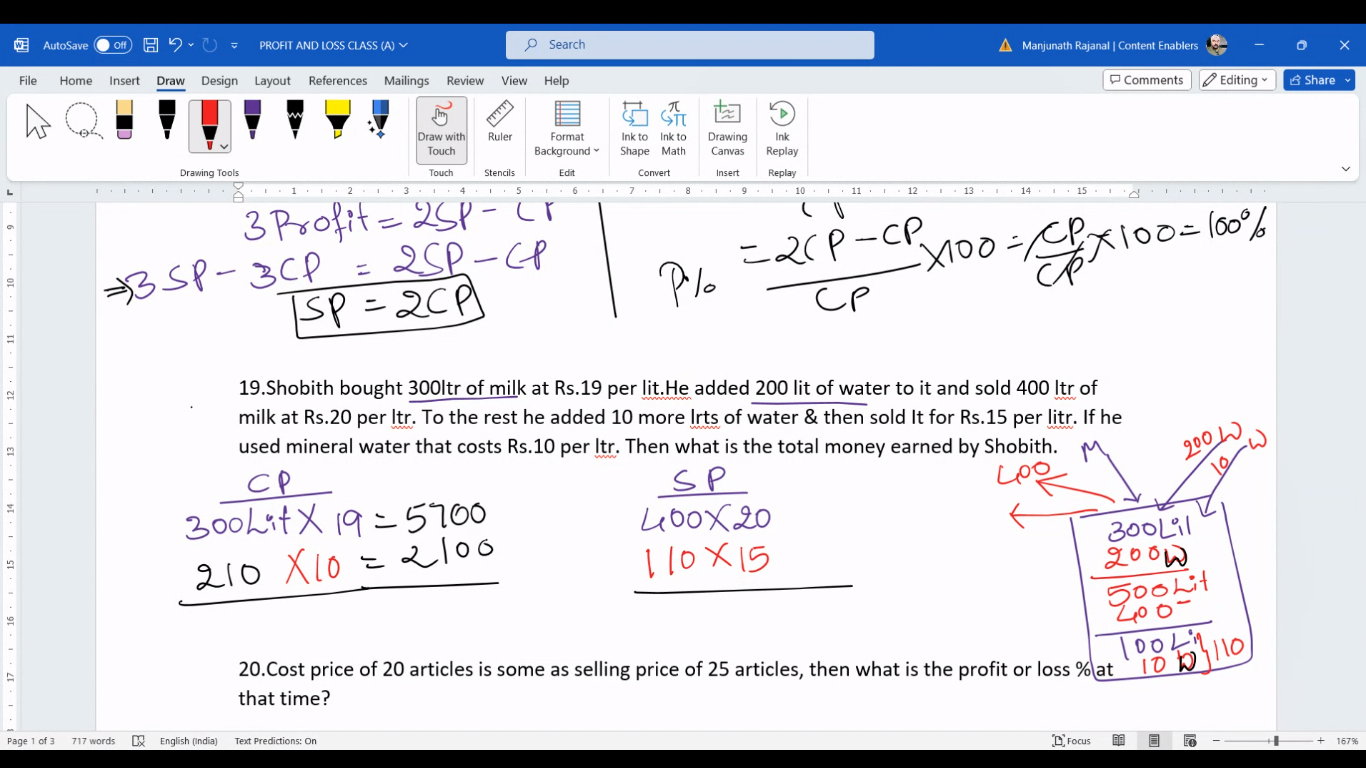 AutoSave Off PROFIT AND LOSS CLASS (A) Search Manjunath Rajanal | Content Enablers
File Home Insert Draw Design Layout References Mailings Review View Help Comments Editing Share
Draw with Touch Ruler Format Background Ink to Shape Ink to Math Drawing Canvas Ink Replay
Drawing Tools Touch Stencils Edit Convert Insert Replay
3 Profit = 2SP - CP
⇒ 3SP - 3CP = 2SP - CP
SP = 2CP
P% = 2CP - CP / CP × 100 = CP / CP × 100 = 100%
19.Shobith bought 300ltr of milk at Rs.19 per lit.He added 200 lit of water to it and sold 400 ltr of
milk at Rs.20 per ltr. To the rest he added 10 more lrts of water & then sold It for Rs.15 per litr. If he
used mineral water that costs Rs.10 per ltr. Then what is the total money earned by Shobith.
CP
300Lit × 19 = 5700
210 × 10 = 2100
SP
400 × 20
110 × 15
M 200W 10 W
400
300Lit
200W
500Lit
400 -
100Lit
10 W } 110
20.Cost price of 20 articles is some as selling price of 25 articles, then what is the profit or loss % at
that time?
Page 1 of 3 717 words English (India) Text Predictions: On Focus 167%